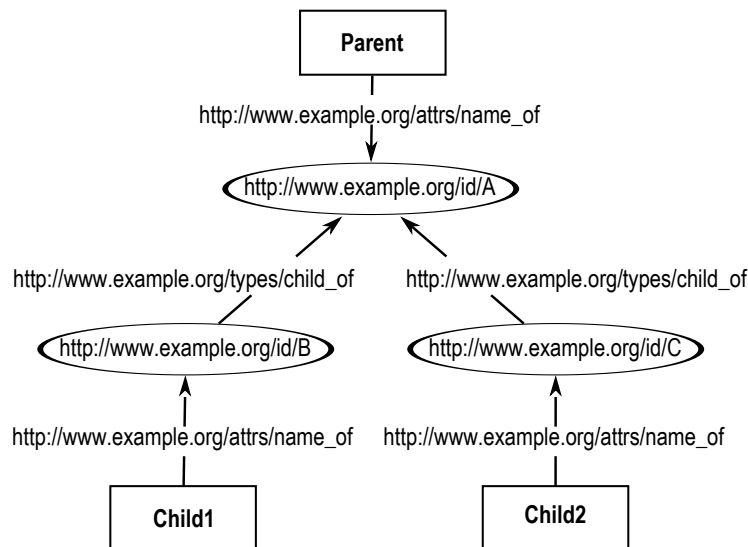 Parent
http://www.example.org/attrs/name_of
http://www.example.org/id/A
http://www.example.org/types/child_of http://www.example.org/types/child_of
http://www.example.org/id/B http://www.example.org/id/C
http://www.example.org/attrs/name_of http://www.example.org/attrs/name_of
Child1 Child2